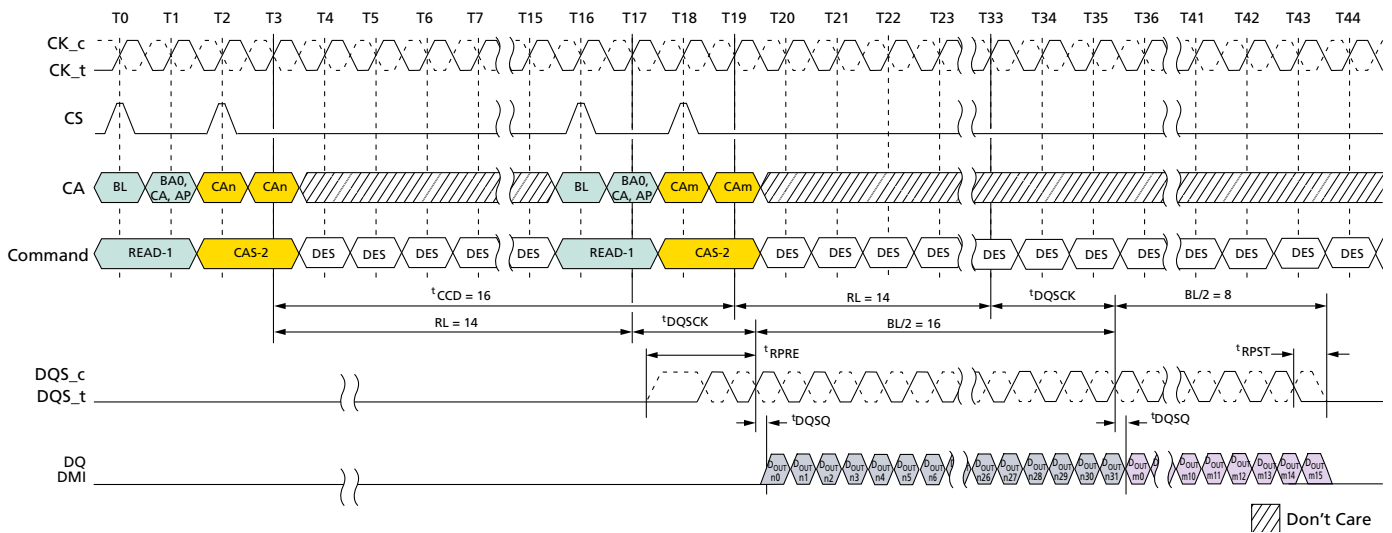 T0 T1 T2 T3 T4 T5 T6 T7 T15 T16 T17 T18 T19 T20 T21 T22 T23 T33 T34 T35 T36 T41 T42 T43 T44
CK_c
CK_t
CS
CA BL BA0, CA, AP CAn CAn BL BA0, CA, AP CAm CAm
Command READ-1 CAS-2 DES DES DES DES DES READ-1 CAS-2 DES DES DES DES DES DES DES DES DES DES DES DES
tCCD = 16 RL = 14 tDQSCK BL/2 = 8
RL = 14 tDQSCK BL/2 = 16
tRPRE tRPST
DQS_c
DQS_t
tDQSQ tDQSQ
DQ
DMI
DOUT n0 DOUT n1 DOUT n2 DOUT n3 DOUT n4 DOUT n5 DOUT n6 DOUT n26 DOUT n27 DOUT n28 DOUT n29 DOUT n30 DOUT n31 DOUT m0 DOUT m10 DOUT m11 DOUT m12 DOUT m13 DOUT m14 DOUT m15
Don't Care